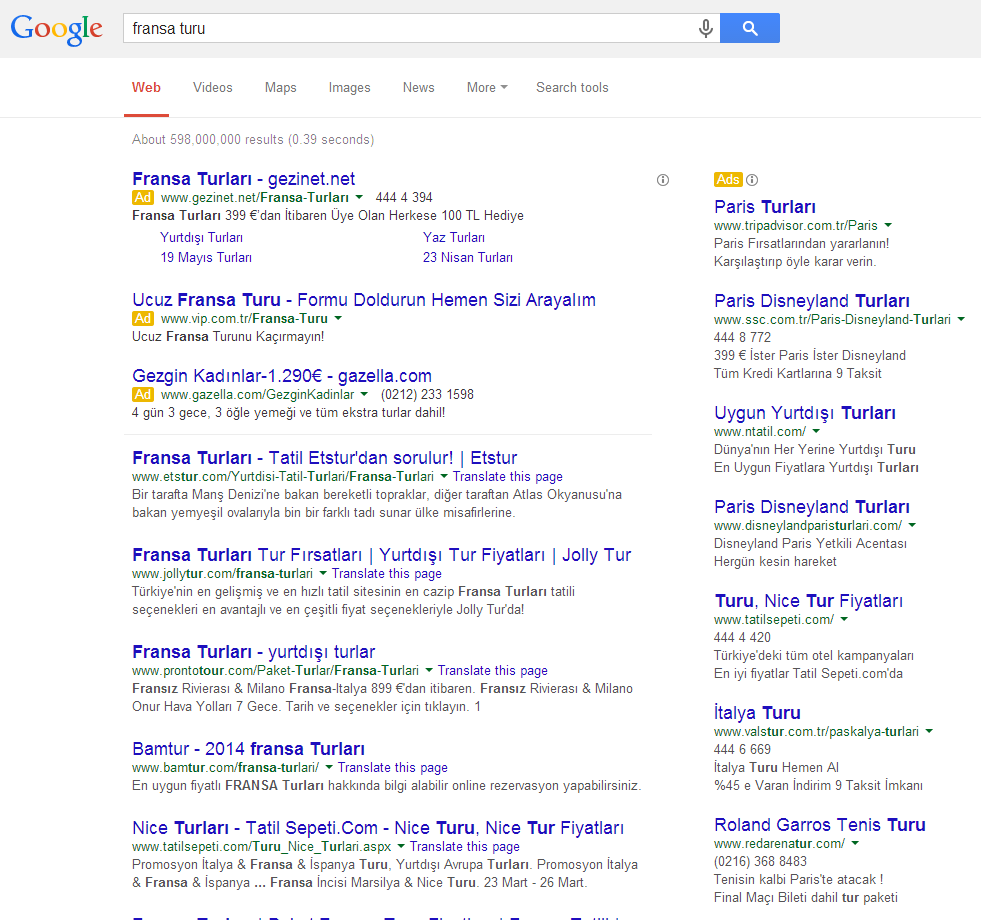 Google
fransa turu
Web Videos Maps Images News More Search tools
About 598,000,000 results (0.39 seconds)
Fransa Turları - gezinet.net
Ad www.gezinet.net/Fransa-Turları 444 4 394
Fransa Turları 399 €'dan İtibaren Üye Olan Herkese 100 TL Hediye
Yurtdışı Turları Yaz Turları
19 Mayıs Turları 23 Nisan Turları
Ucuz Fransa Turu - Formu Doldurun Hemen Sizi Arayalım
Ad www.vip.com.tr/Fransa-Turu
Ucuz Fransa Turunu Kaçırmayın!
Gezgin Kadınlar-1.290€ - gazella.com
Ad www.gazella.com/GezginKadinlar (0212) 233 1598
4 gün 3 gece, 3 öğle yemeği ve tüm ekstra turlar dahil!
Fransa Turları - Tatil Etstur'dan sorulur! | Etstur
www.etstur.com/Yurtdisi-Tatil-Turlari/Fransa-Turlari Translate this page
Bir tarafta Manş Denizi'ne bakan bereketli topraklar, diğer taraftan Atlas Okyanusu'na
bakan yemyeşil ovalarıyla bin bir farklı tadı sunar ülke misafirlerine.
Fransa Turları Tur Fırsatları | Yurtdışı Tur Fiyatları | Jolly Tur
www.jollytur.com/fransa-turlari Translate this page
Türkiye'nin en gelişmiş ve en hızlı tatil sitesinin en cazip Fransa Turları tatili
seçenekleri en avantajlı ve en çeşitli fiyat seçenekleriyle Jolly Tur'da!
Fransa Turları - yurtdışı turlar
www.prontotour.com/Paket-Turlar/Fransa-Turlari Translate this page
Fransız Rivierası & Milano Fransa-Italya 899 €'dan itibaren. Fransız Rivierası & Milano
Onur Hava Yolları 7 Gece. Tarih ve seçenekler için tıklayın. 1
Bamtur - 2014 fransa Turları
www.bamtur.com/fransa-turlari/ Translate this page
En uygun fiyatlı FRANSA Turları hakkında bilgi alabilir online rezervasyon yapabilirsiniz.
Nice Turları - Tatil Sepeti.Com - Nice Turu, Nice Tur Fiyatları
www.tatilsepeti.com/Turu_Nice_Turlari.aspx Translate this page
Promosyon İtalya & Fransa & İspanya Turu, Yurtdışı Avrupa Turları. Promosyon İtalya
& Fransa & İspanya ... Fransa İncisi Marsilya & Nice Turu. 23 Mart - 26 Mart.
Ads
Paris Turları
www.tripadvisor.com.tr/Paris
Paris Fırsatlarından yararlanın!
Karşılaştırıp öyle karar verin.
Paris Disneyland Turları
www.ssc.com.tr/Paris-Disneyland-Turlari
444 8 772
399 € İster Paris İster Disneyland
Tüm Kredi Kartlarına 9 Taksit
Uygun Yurtdışı Turları
www.ntatil.com/
Dünya'nın Her Yerine Yurtdışı Turu
En Uygun Fiyatlara Yurtdışı Turları
Paris Disneyland Turları
www.disneylandparisturlari.com/
Disneyland Paris Yetkili Acentası
Hergün kesin hareket
Turu, Nice Tur Fiyatları
www.tatilsepeti.com/
444 4 420
Türkiye'deki tüm otel kampanyaları
En iyi fiyatlar Tatil Sepeti.com'da
İtalya Turu
www.valstur.com.tr/paskalya-turlari
444 6 669
İtalya Turu Hemen Al
%45 e Varan İndirim 9 Taksit İmkanı
Roland Garros Tenis Turu
www.redarenatur.com/
(0216) 368 8483
Tenisin kalbi Paris'te atacak !
Final Maçı Bileti dahil tur paketi